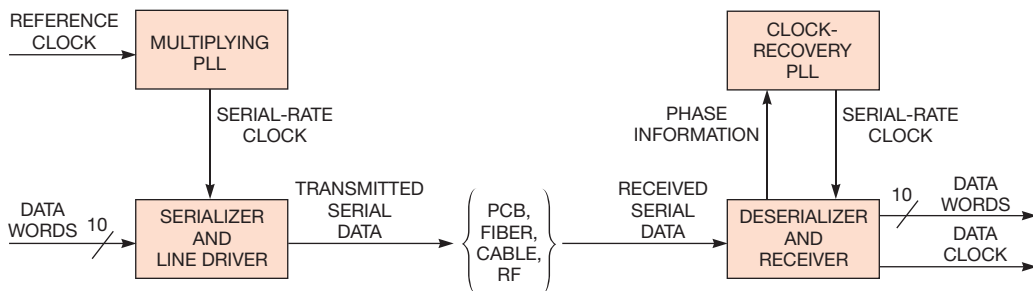 REFERENCE
CLOCK
MULTIPLYING
PLL
SERIAL-RATE
CLOCK
DATA
WORDS
10
SERIALIZER
AND
LINE DRIVER
TRANSMITTED
SERIAL
DATA
PCB,
FIBER,
CABLE,
RF
RECEIVED
SERIAL
DATA
CLOCK-
RECOVERY
PLL
PHASE
INFORMATION
SERIAL-RATE
CLOCK
DESERIALIZER
AND
RECEIVER
10
DATA
WORDS
DATA
CLOCK